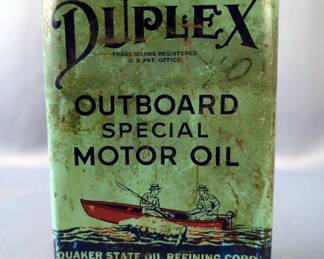 DUPLEX
TRADE MARKS REGISTERED
U.S. PAT. OFFICE
OUTBOARD
SPECIAL
MOTOR OIL
QUAKER STATE OIL REFINING CORP.